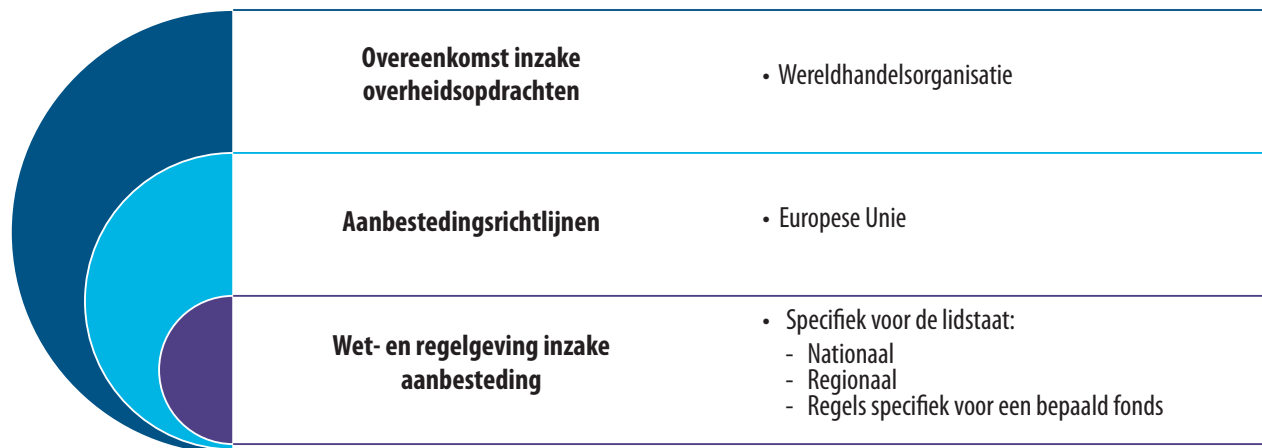 Overeenkomst inzake
overheidsopdrachten
• Wereldhandelsorganisatie
Aanbestedingsrichtlijnen
• Europese Unie
Wet- en regelgeving inzake
aanbesteding
• Specifiek voor de lidstaat:
- Nationaal
- Regionaal
- Regels specifiek voor een bepaald fonds